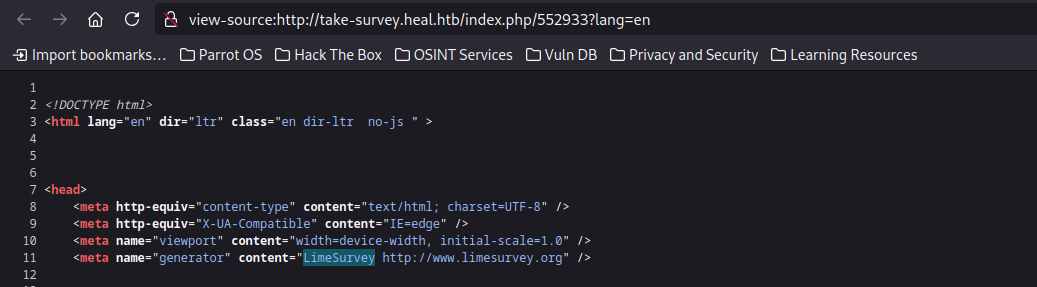 view-source:http://take-survey.heal.htb/index.php/552933?lang=en
Import bookmarks... Parrot OS Hack The Box OSINT Services Vuln DB Privacy and Security Learning Resources
1
2 <!DOCTYPE html>
3 <html lang="en" dir="ltr" class="en dir-ltr  no-js " >
4
5
6
7 <head>
8     <meta http-equiv="content-type" content="text/html; charset=UTF-8" />
9     <meta http-equiv="X-UA-Compatible" content="IE=edge" />
10     <meta name="viewport" content="width=device-width, initial-scale=1.0" />
11     <meta name="generator" content="LimeSurvey http://www.limesurvey.org" />
12